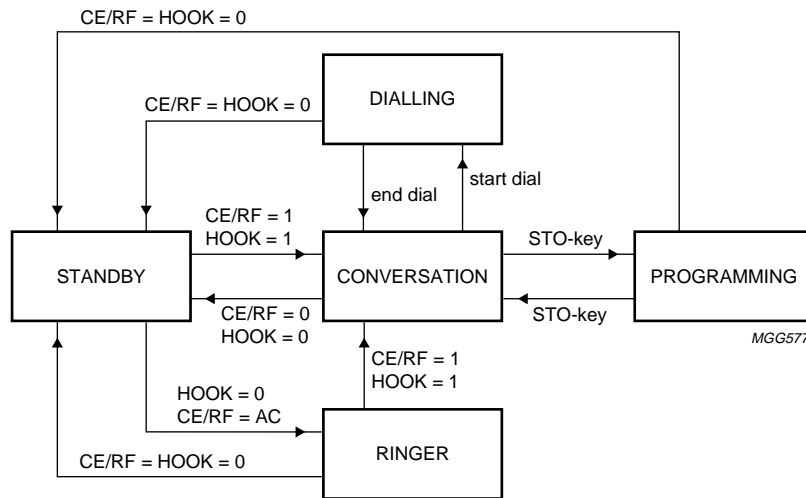 CE/RF = HOOK = 0
CE/RF = HOOK = 0
DIALLING
end dial
start dial
CE/RF = 1
HOOK = 1
STO-key
STANDBY
CONVERSATION
PROGRAMMING
CE/RF = 0
HOOK = 0
STO-key
MGG577
CE/RF = 1
HOOK = 1
HOOK = 0
CE/RF = AC
RINGER
CE/RF = HOOK = 0